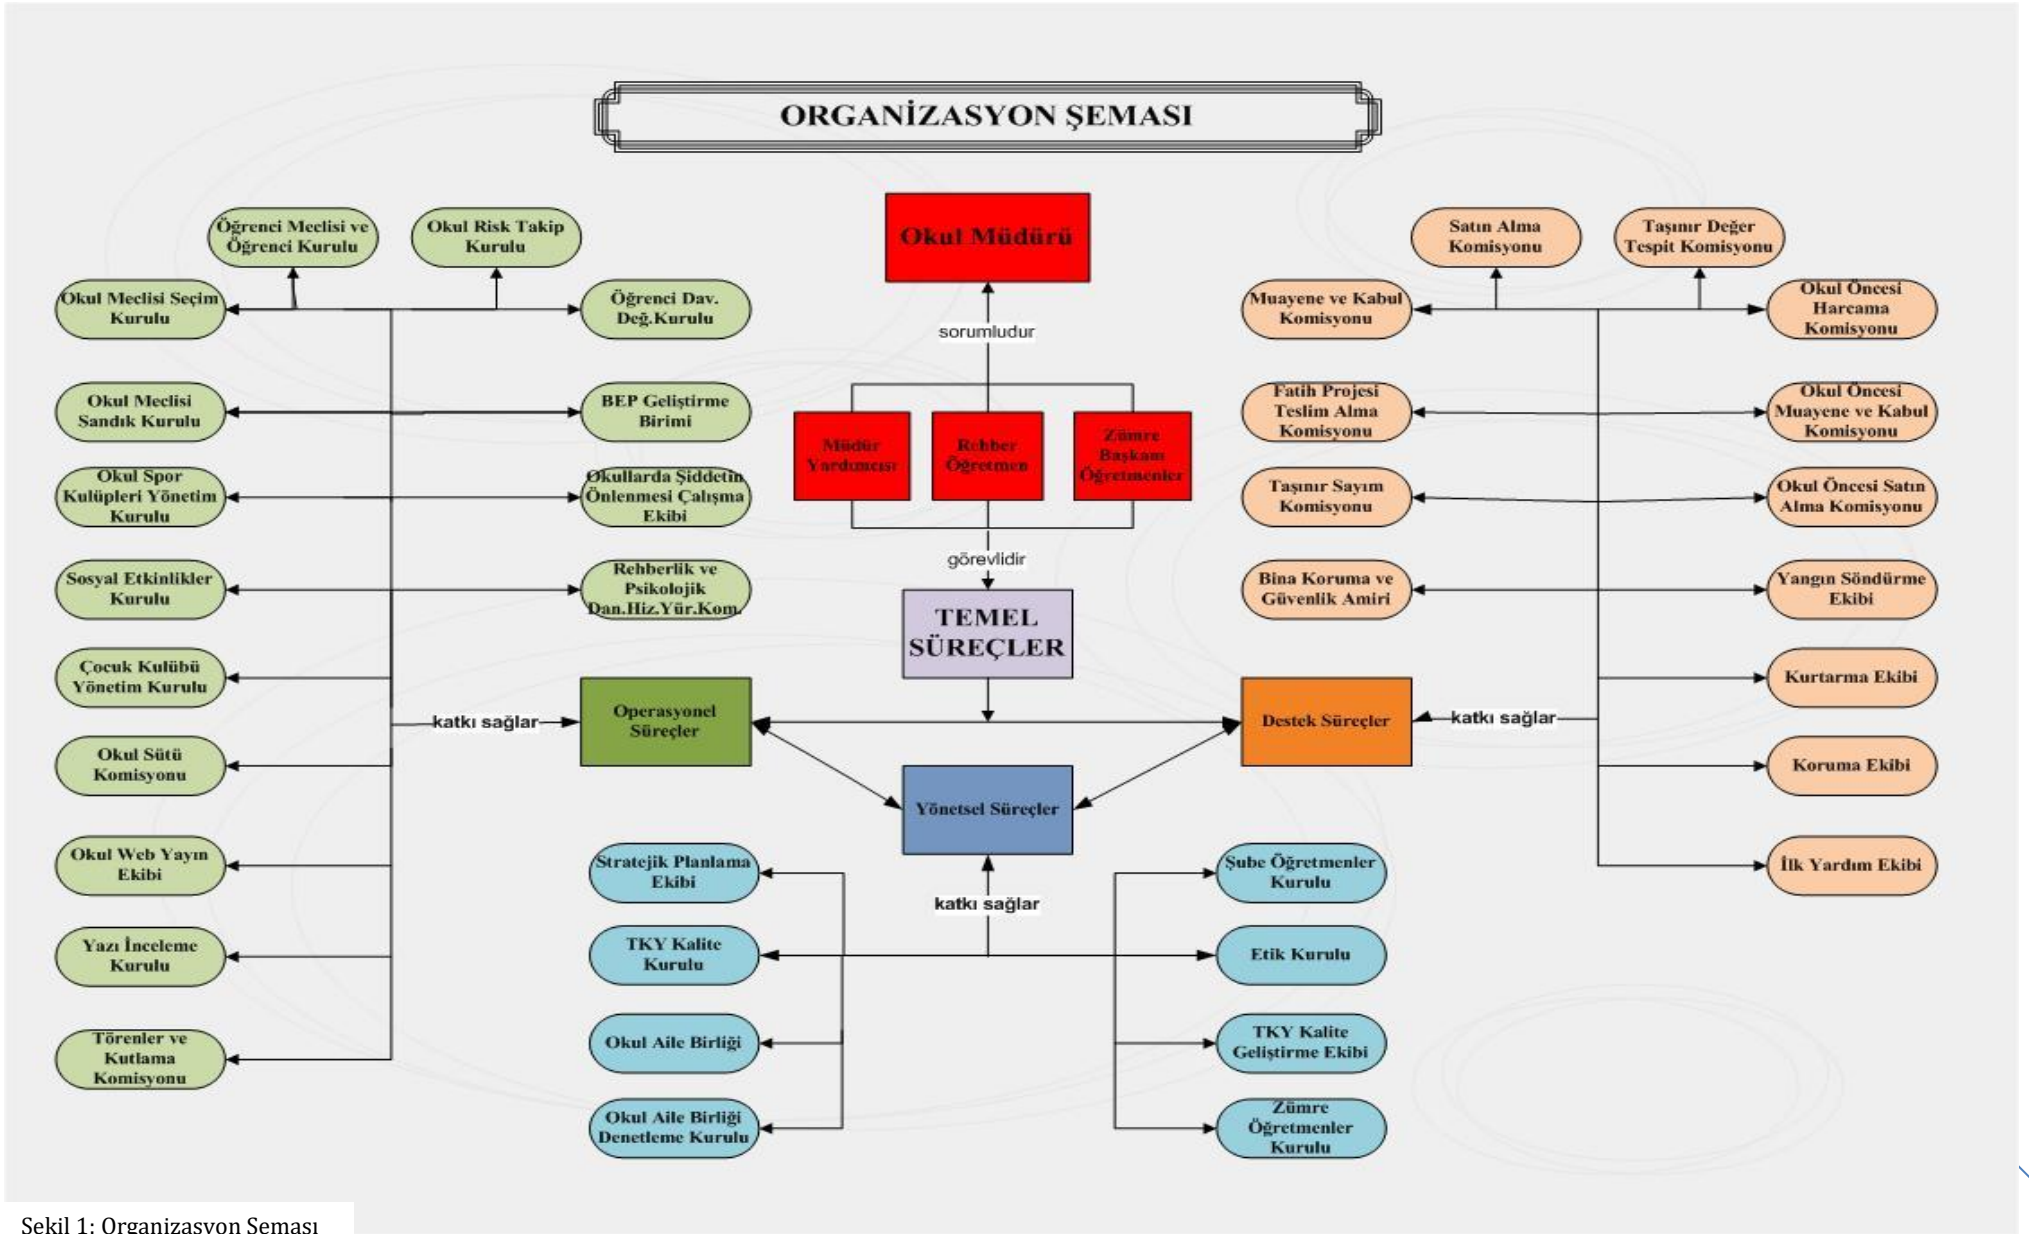 ORGANİZASYON ŞEMASI
Öğrenci Meclisi ve
Öğrenci Kurulu
Okul Risk Takip
Kurulu
Okul Meclisi Seçim
Kurulu
Öğrenci Dav.
Değ.Kurulu
Okul Meclisi
Sandık Kurulu
BEP Geliştirme
Birimi
Okul Spor
Kulüpleri Yönetim
Kurulu
Okullarda Şiddetin
Önlenmesi Çalışma
Ekibi
Sosyal Etkinlikler
Kurulu
Rehberlik ve
Psikolojik
Dan.Hiz.Yür.Kom.
Çocuk Kulübü
Yönetim Kurulu
Okul Sütü
Komisyonu
Okul Web Yayın
Ekibi
Yazı İnceleme
Kurulu
Törenler ve
Kutlama
Komisyonu
katkı sağlar
Okul Müdürü
sorumludur
Müdür
Yardımcısı
Rehber
Öğretmen
Zümre
Başkanı
Öğretmenler
görevlidir
TEMEL
SÜREÇLER
Operasyonel
Süreçler
Destek Süreçler
Yönetsel Süreçler
katkı sağlar
Stratejik Planlama
Ekibi
TKY Kalite
Kurulu
Okul Aile Birliği
Okul Aile Birliği
Denetleme Kurulu
Şube Öğretmenler
Kurulu
Etik Kurulu
TKY Kalite
Geliştirme Ekibi
Zümre
Öğretmenler
Kurulu
Satın Alma
Komisyonu
Taşınır Değer
Tespit Komisyonu
Muayene ve Kabul
Komisyonu
Okul Öncesi
Harcama
Komisyonu
Fatih Projesi
Teslim Alma
Komisyonu
Okul Öncesi
Muayene ve Kabul
Komisyonu
Taşınır Sayım
Komisyonu
Okul Öncesi Satın
Alma Komisyonu
Bina Koruma ve
Güvenlik Amiri
Yangın Söndürme
Ekibi
Kurtarma Ekibi
katkı sağlar
Koruma Ekibi
İlk Yardım Ekibi
Şekil 1: Organizasyon Şeması